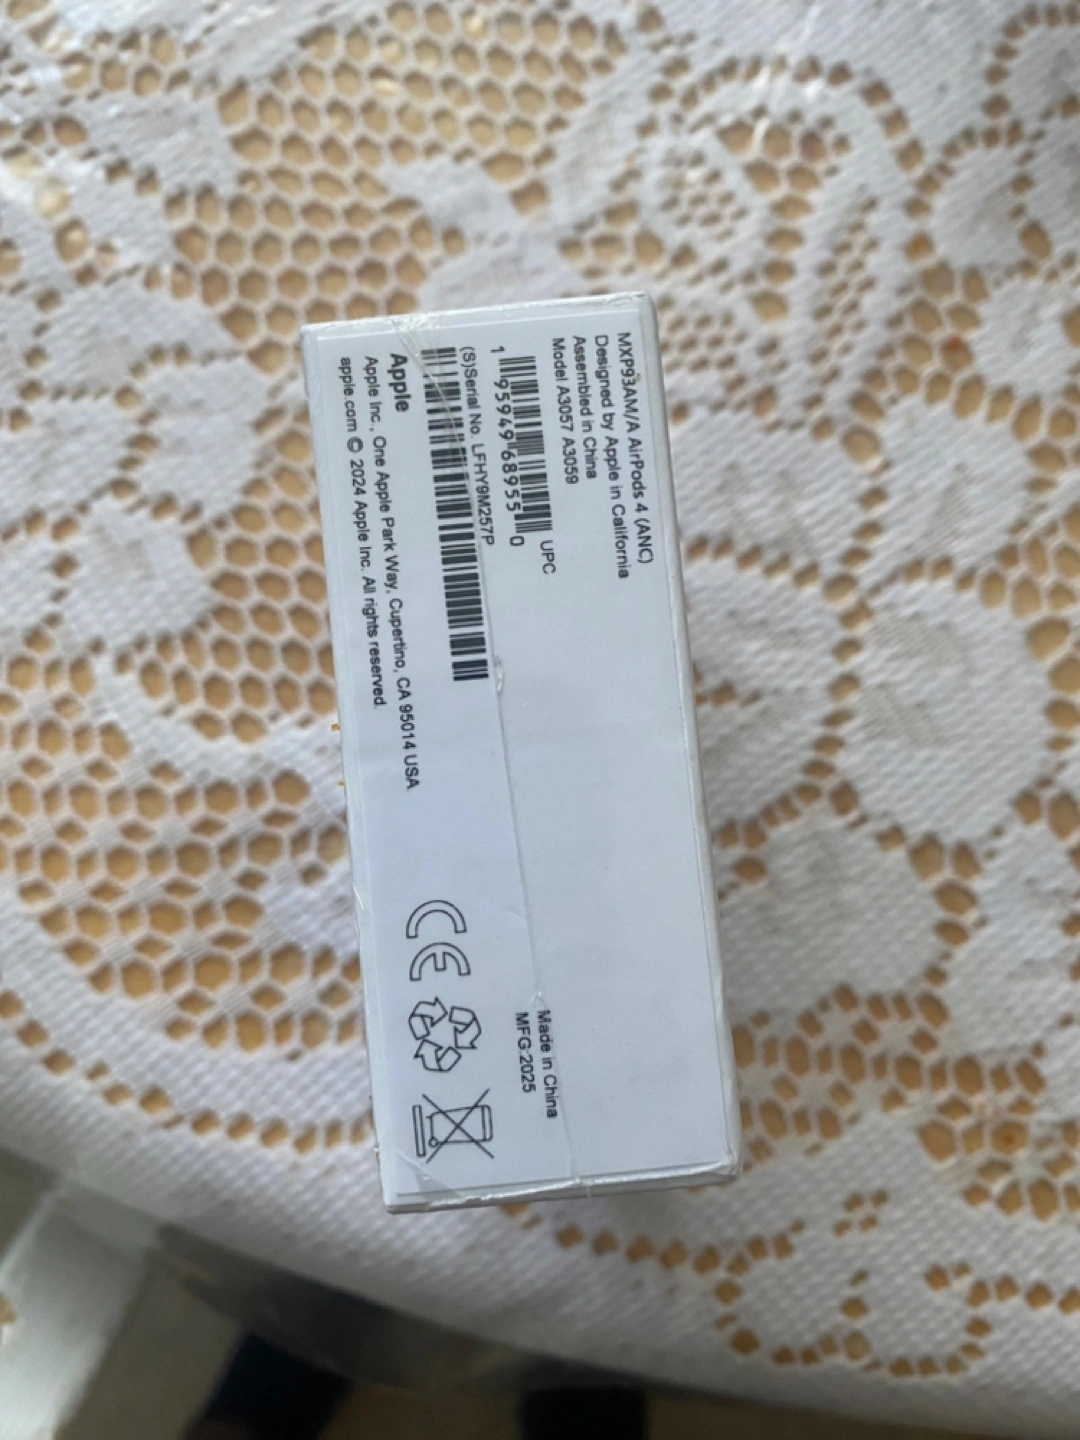 MXP93AM/A AirPods 4 (ANC)
Designed by Apple in California
Assembled in China
Model A3057 A3059
UPC
1 95949 68955 0
(S)Serial No. LFHY9M257P
Apple
Apple Inc., One Apple Park Way, Cupertino, CA 95014 USA
apple.com © 2024 Apple Inc. All rights reserved.
Made in China
MFG:2025
CE